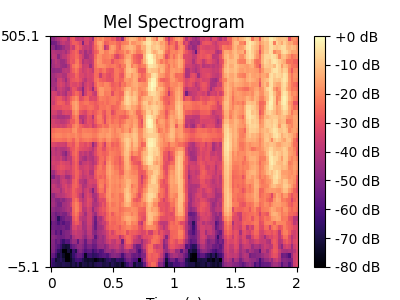 Mel Spectrogram
505.1
-5.1
+0 dB
-10 dB
-20 dB
-30 dB
-40 dB
-50 dB
-60 dB
-70 dB
-80 dB
0
0.5
1
1.5
2